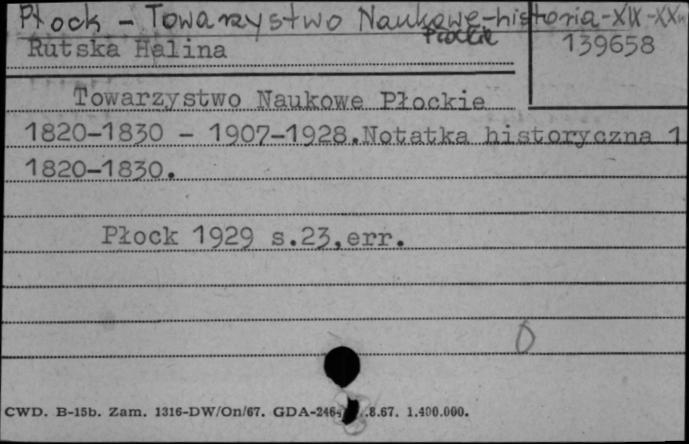 Płock - Towarzystwo Naukowe-historia-XIX-XXw
Płockie
Rutska Halina
139658
Towarzystwo Naukowe Płockie
1820-1830 - 1907-1928.Notatka historyczna 1
1820-1830.
Płock 1929 s.23,err.
0
CWD. B-15b. Zam. 1316-DW/On/67. GDA-246 .8.67. 1.400.000.